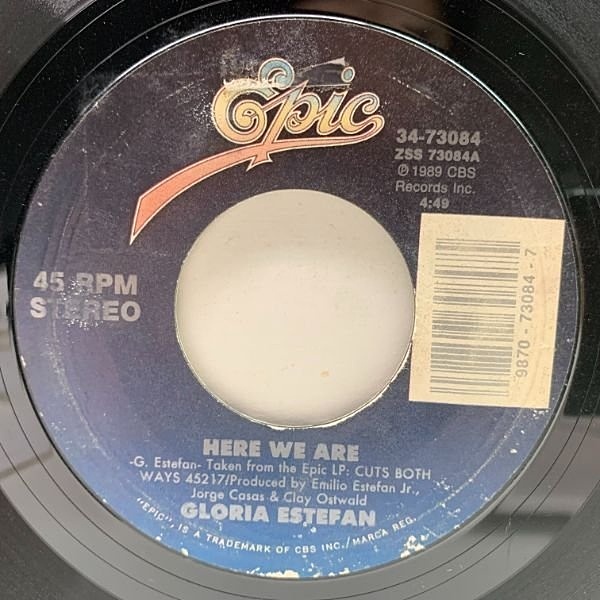 Epic
34-73084
ZSS 73084A
℗ 1989 CBS
Records Inc.
4:49
45 RPM
STEREO
9870 - 73084 - 7
HERE WE ARE
-G. Estefan- Taken from the Epic LP: CUTS BOTH
WAYS 45217/Produced by Emilio Estefan Jr.,
Jorge Casas & Clay Ostwald
GLORIA ESTEFAN
"EPIC" IS A TRADEMARK OF CBS INC./MARCA REG.